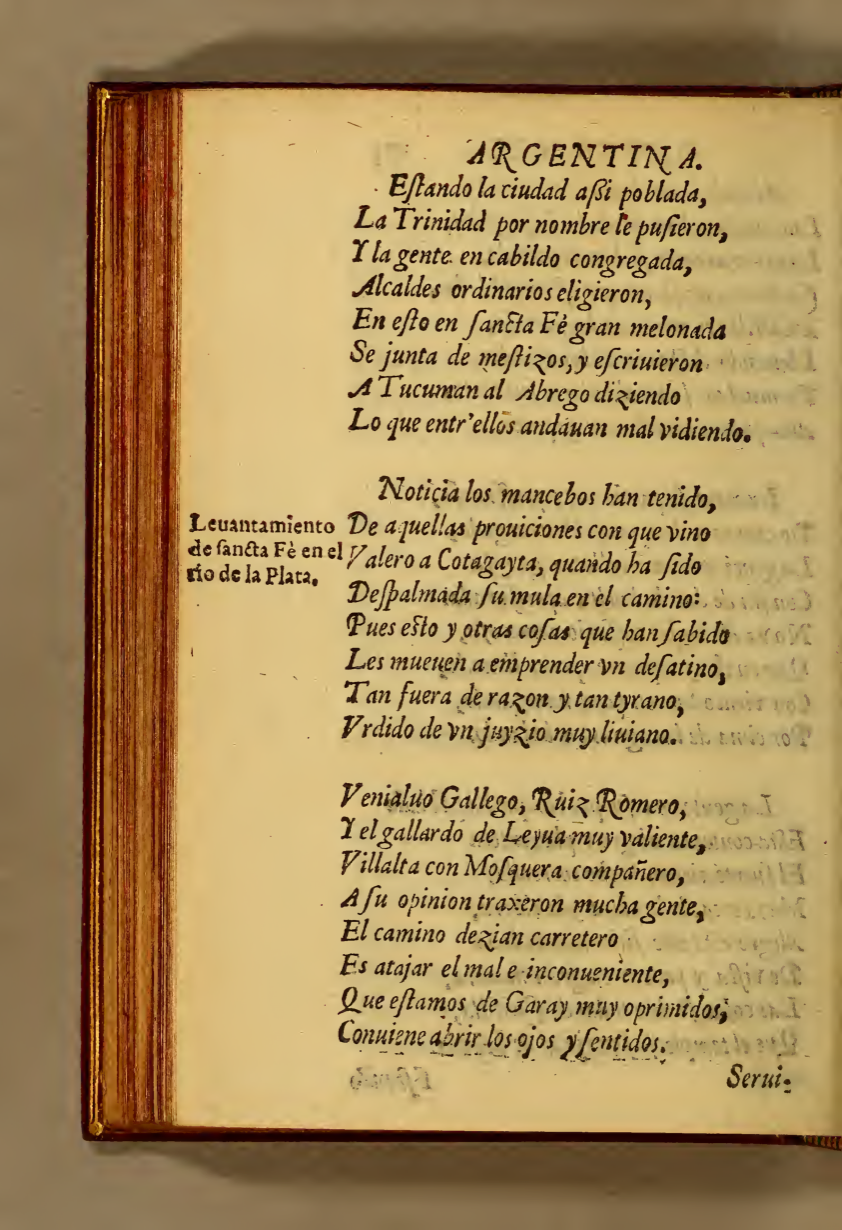 ARGENTINA.
Eſtando la ciudad aßi poblada,
La Trinidad por nombre le puſieron,
Y la gente en cabildo congregada,
Alcaldes ordinarios eligieron,
En eſto en ſancta Fè gran melonada
Se junta de meſtizos, y eſcriuieron
A Tucuman al Abrego diziendo
Lo que entr'ellos andauan mal vidiendo.
Noticia los mancebos han tenido,
De aquellas prouiciones con que vino
Valero a Cotagayta, quando ha ſido
Deſpalmada ſu mula en el camino:
Pues eſto y otras coſas que han ſabido
Les mueuen a emprender vn deſatino,
Tan fuera de razon y tan tyrano,
Vrdido de vn juyzio muy liuiano.
Leuantamiento
de ſancta Fè en el
rio de la Plata.
Venialuo Gallego, Ruiz Romero,
Y el gallardo de Leyua muy valiente,
Villalta con Moſquera compañero,
A ſu opinion traxeron mucha gente,
El camino dezian carretero
Es atajar el mal e inconueniente,
Que eſtamos de Garay muy oprimidos,
Conuiene abrir los ojos y ſentidos.
Serui-